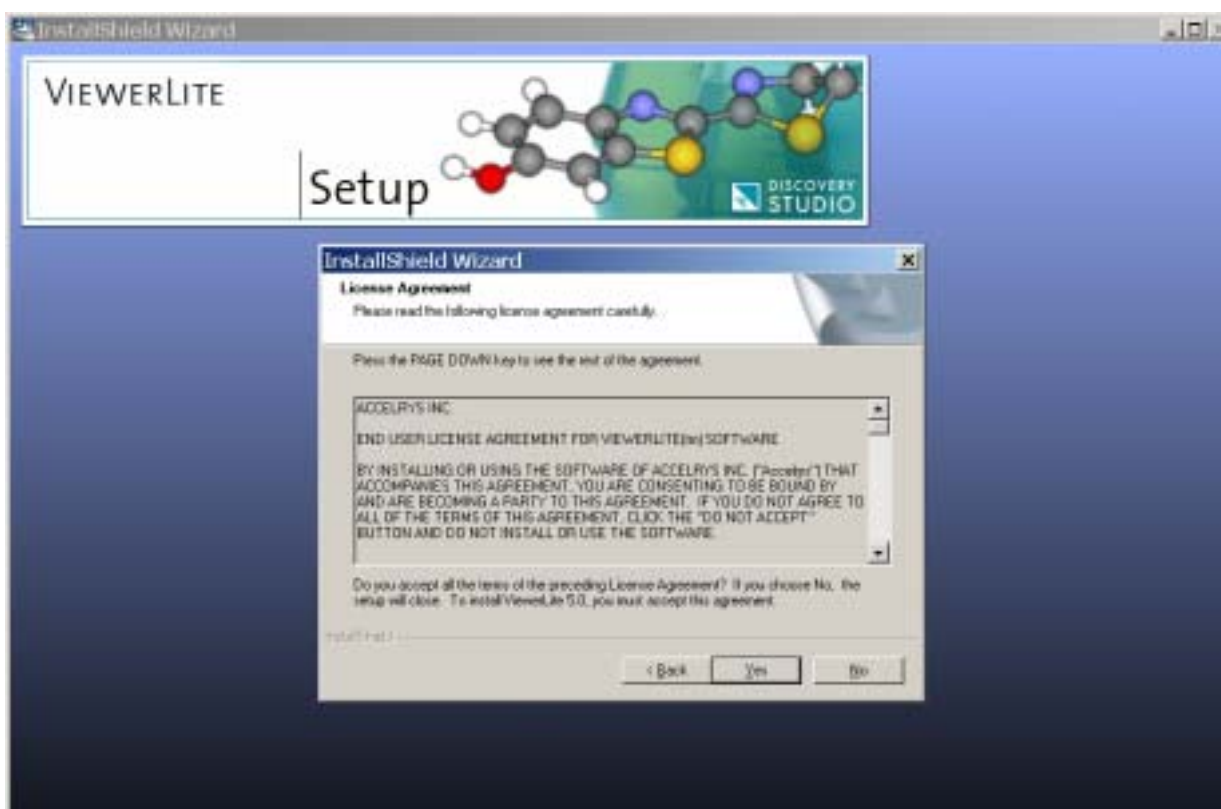 InstallShield Wizard
VIEWERLITE
Setup
DISCOVERY
STUDIO
InstallShield Wizard
License Agreement
Please read the following license agreement carefully.
Press the PAGE DOWN key to see the rest of the agreement.
ACCELRYS INC.
END USER LICENSE AGREEMENT FOR VIEWERLITE(tm) SOFTWARE
BY INSTALLING OR USING THE SOFTWARE OF ACCELRYS INC. ("Accelrys") THAT
ACCOMPANIES THIS AGREEMENT, YOU ARE CONSENTING TO BE BOUND BY
AND ARE BECOMING A PARTY TO THIS AGREEMENT. IF YOU DO NOT AGREE TO
ALL OF THE TERMS OF THIS AGREEMENT, CLICK THE "DO NOT ACCEPT"
BUTTON AND DO NOT INSTALL OR USE THE SOFTWARE.
Do you accept all the terms of the preceding License Agreement? If you choose No, the
setup will close. To install ViewerLite 5.0, you must accept this agreement.
InstallShield
< Back
Yes
No